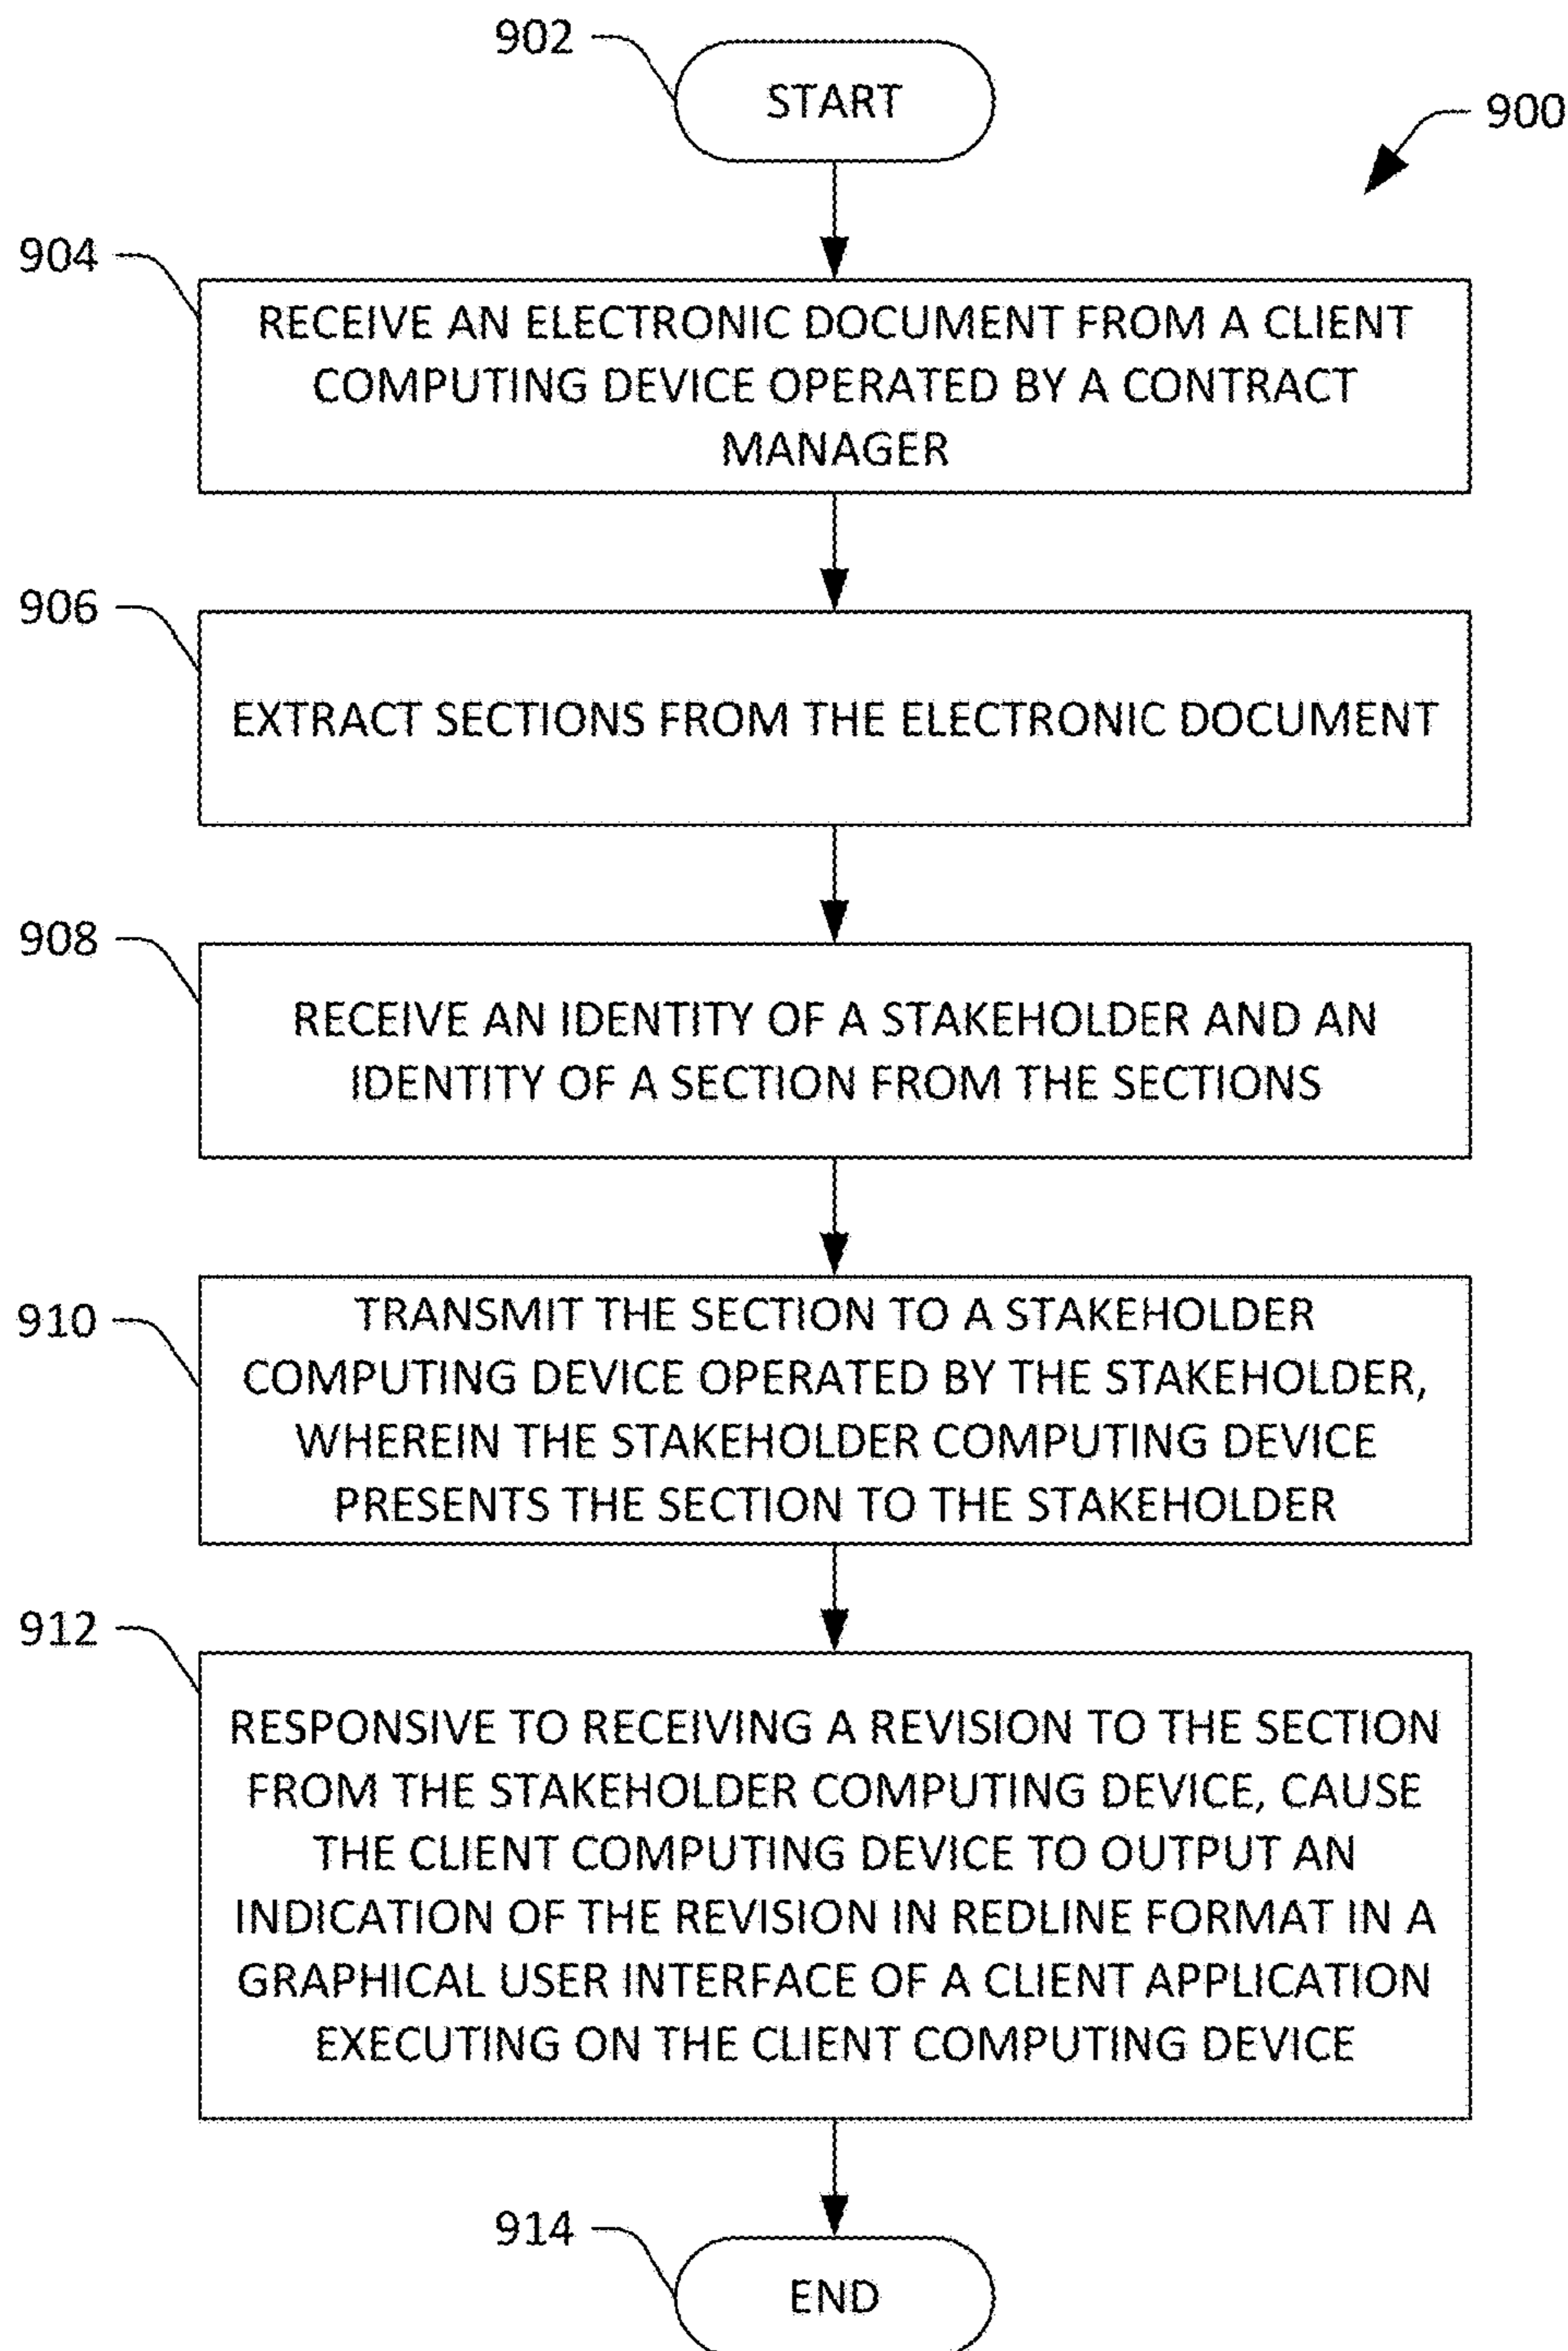 902
START
900
904
RECEIVE AN ELECTRONIC DOCUMENT FROM A CLIENT
COMPUTING DEVICE OPERATED BY A CONTRACT
MANAGER
906
EXTRACT SECTIONS FROM THE ELECTRONIC DOCUMENT
908
RECEIVE AN IDENTITY OF A STAKEHOLDER AND AN
IDENTITY OF A SECTION FROM THE SECTIONS
910
TRANSMIT THE SECTION TO A STAKEHOLDER
COMPUTING DEVICE OPERATED BY THE STAKEHOLDER,
WHEREIN THE STAKEHOLDER COMPUTING DEVICE
PRESENTS THE SECTION TO THE STAKEHOLDER
912
RESPONSIVE TO RECEIVING A REVISION TO THE SECTION
FROM THE STAKEHOLDER COMPUTING DEVICE, CAUSE
THE CLIENT COMPUTING DEVICE TO OUTPUT AN
INDICATION OF THE REVISION IN REDLINE FORMAT IN A
GRAPHICAL USER INTERFACE OF A CLIENT APPLICATION
EXECUTING ON THE CLIENT COMPUTING DEVICE
914
END